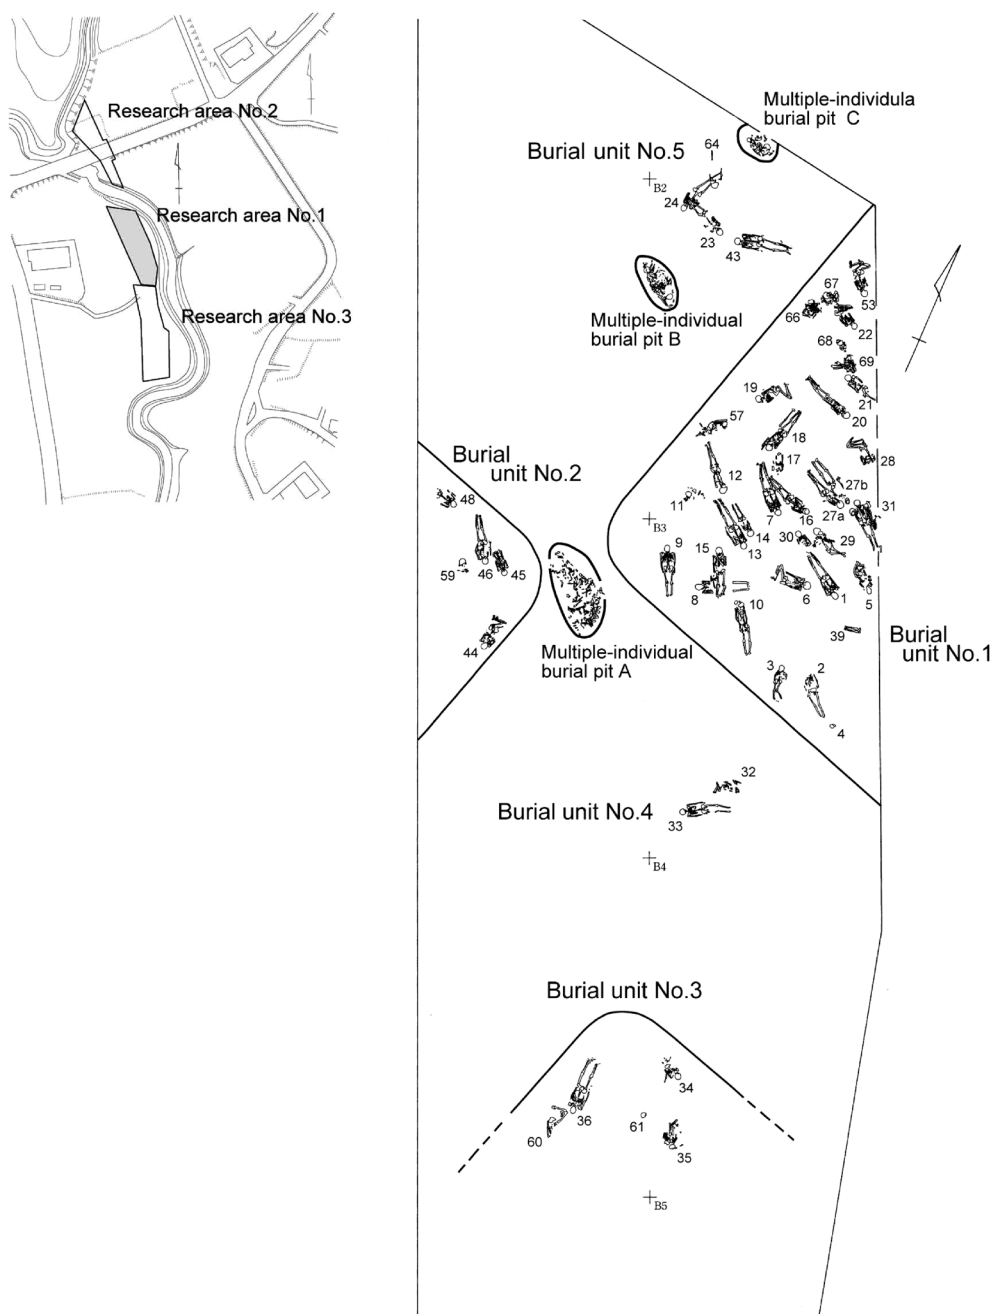 Research area No.2
Research area No.1
Research area No.3
Multiple-individula
burial pit C
Burial unit No.5
64
B2
24
23
43
Multiple-individual
burial pit B
53
67
66
22
68
69
21
20
19
18
57
17
12
28
27b
27a
31
11
7
16
B3
14
13
30
29
9
15
8
10
6
1
5
39
3
2
4
Burial
unit No.1
Burial
unit No.2
48
59
46
45
44
Multiple-individual
burial pit A
32
Burial unit No.4
33
B4
Burial unit No.3
34
36
61
60
35
B5